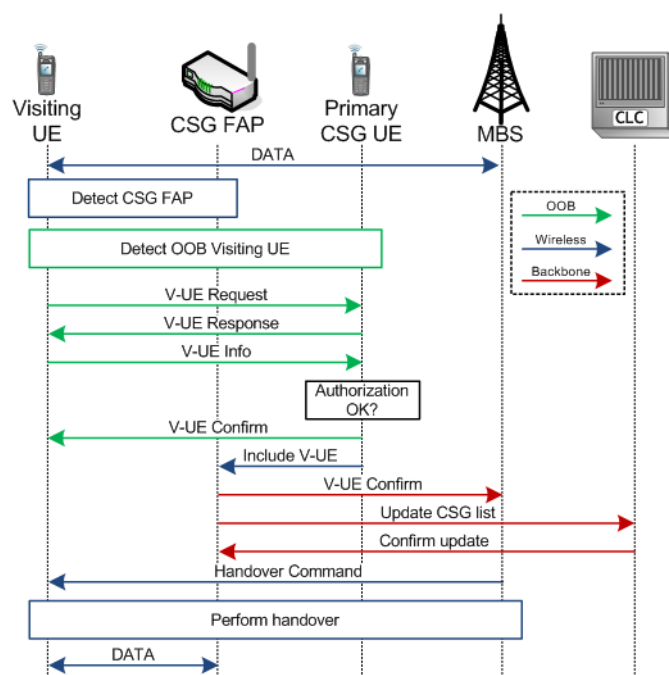 Visiting
UE
CSG FAP
Primary
CSG UE
MBS
CLC
DATA
Detect CSG FAP
OOB
Wireless
Backbone
Detect OOB Visiting UE
V-UE Request
V-UE Response
V-UE Info
Authorization
OK?
V-UE Confirm
Include V-UE
V-UE Confirm
Update CSG list
Confirm update
Handover Command
Perform handover
DATA